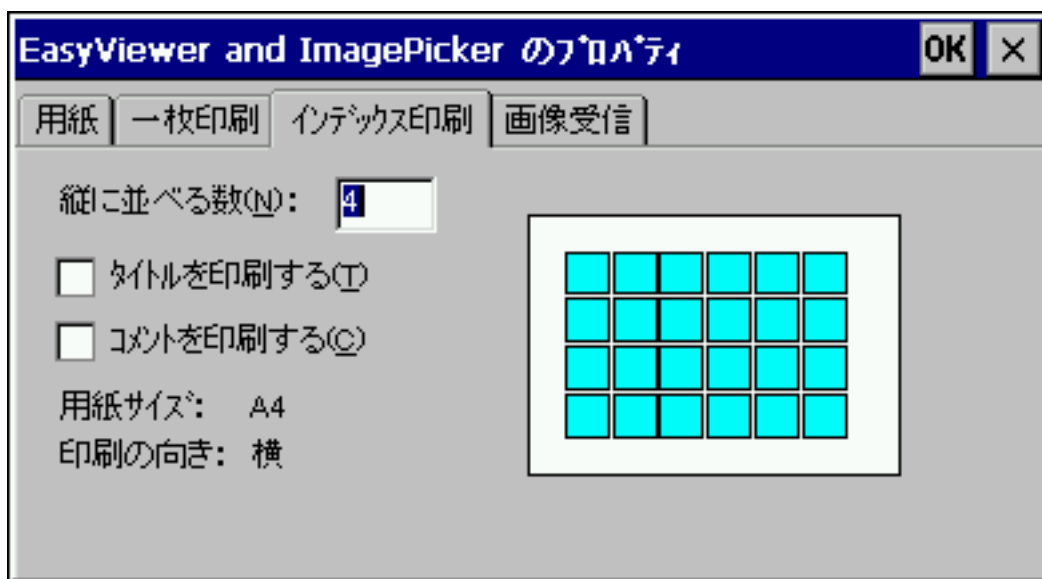 EasyViewer and ImagePicker のﾌﾟﾛﾊﾟﾃｨ OK ×
用紙 一枚印刷 ｲﾝﾃﾞｯｸｽ印刷 画像受信
縦に並べる数(N): 4
ﾀｲﾄﾙを印刷する(T)
ｺﾒﾝﾄを印刷する(C)
用紙ｻｲｽﾞ: A4
印刷の向き: 横